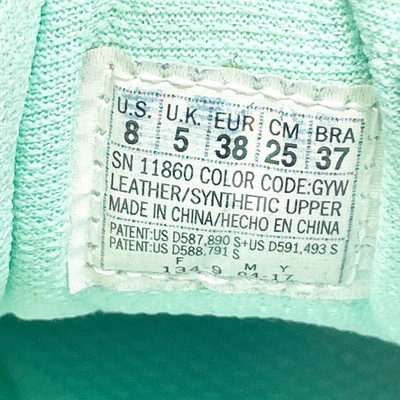 U.S. U.K. EUR CM BRA
8 5 38 25 37
SN 11860 COLOR CODE:GYW
LEATHER/SYNTHETIC UPPER
MADE IN CHINA/HECHO EN CHINA
PATENT:US D587,890 S+US D591,493 S
PATENT:US D588,791 S
F M Y
134 9 04-17